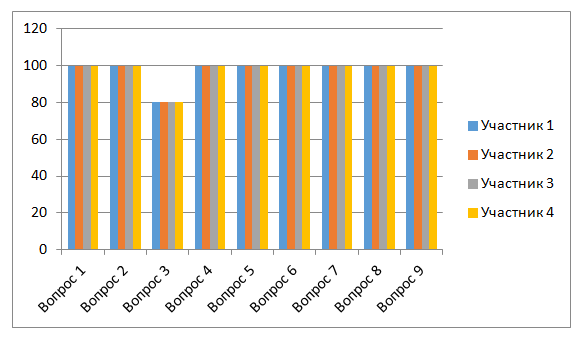 120
100
80
60
40
20
0
Вопрос 1
Вопрос 2
Вопрос 3
Вопрос 4
Вопрос 5
Вопрос 6
Вопрос 7
Вопрос 8
Вопрос 9
Участник 1
Участник 2
Участник 3
Участник 4